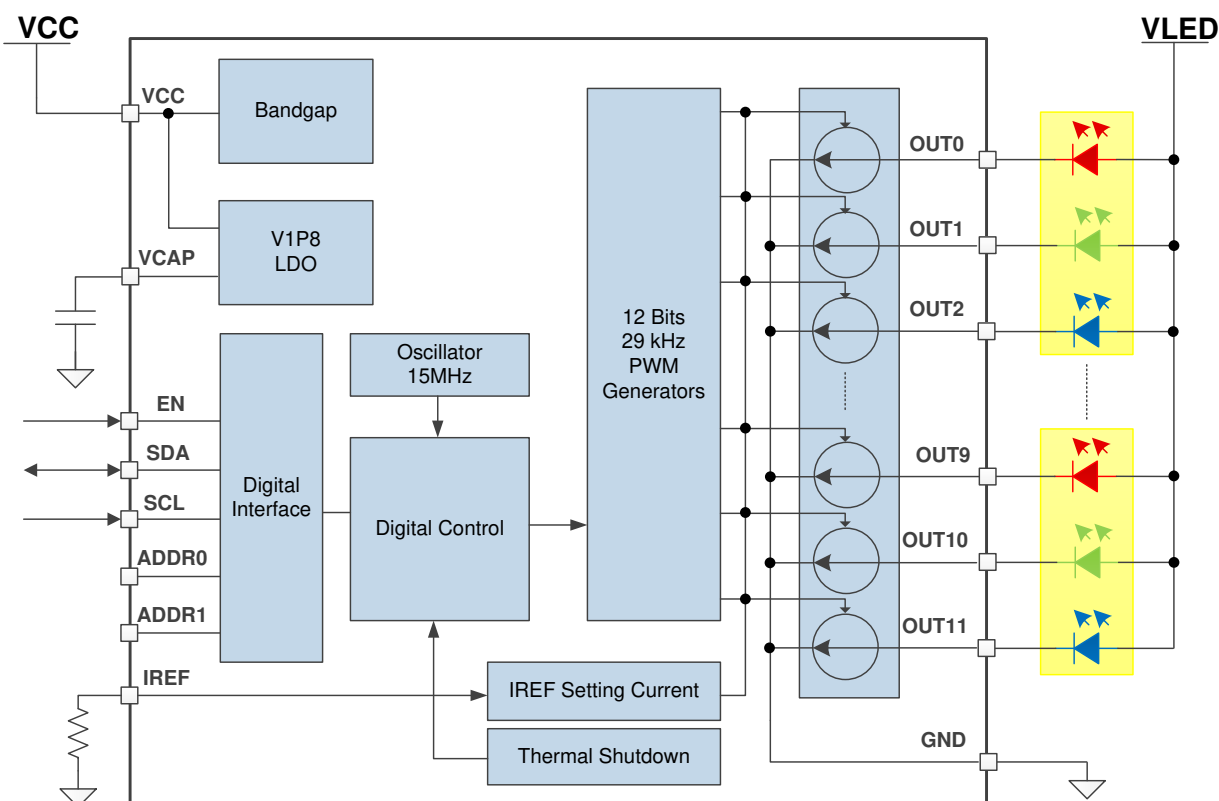 VCC
VLED
VCC
Bandgap
OUT0
V1P8
LDO
OUT1
VCAP
OUT2
12 Bits
29 kHz
PWM
Generators
Oscillator
15MHz
EN
SDA
SCL
ADDR0
ADDR1
Digital
Interface
Digital Control
OUT9
OUT10
OUT11
IREF
IREF Setting Current
Thermal Shutdown
GND